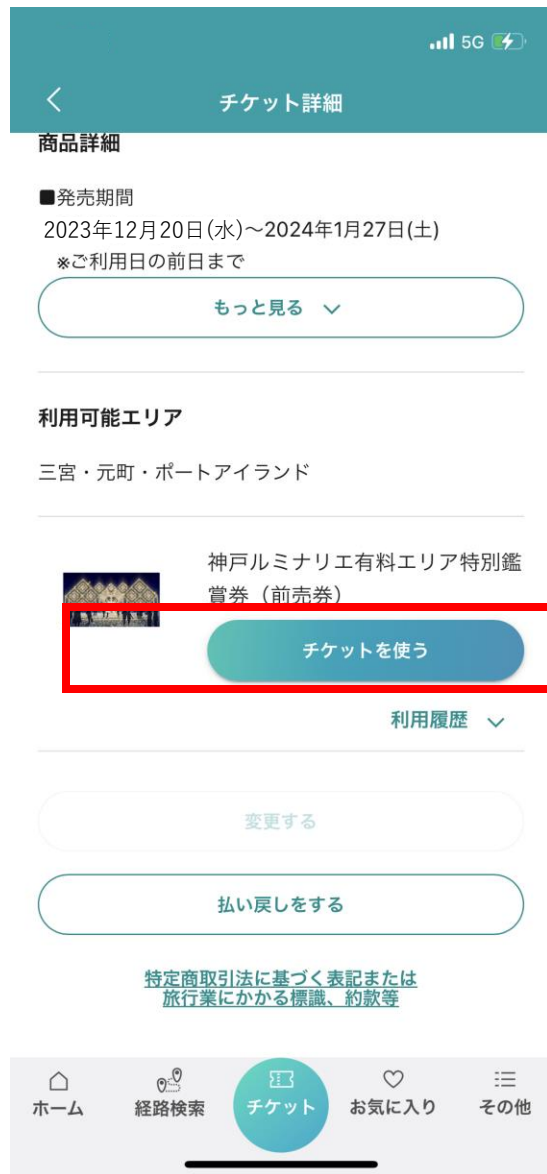 5G
チケット詳細
商品詳細
■発売期間
2023年12月20日(水)～2024年1月27日(土)
※ご利用日の前日まで
もっと見る
利用可能エリア
三宮・元町・ポートアイランド
神戸ルミナリエ有料エリア特別鑑
賞券（前売券）
チケットを使う
利用履歴
変更する
払い戻しをする
特定商取引法に基づく表記または
旅行業にかかる標識、約款等
ホーム 経路検索 チケット お気に入り その他